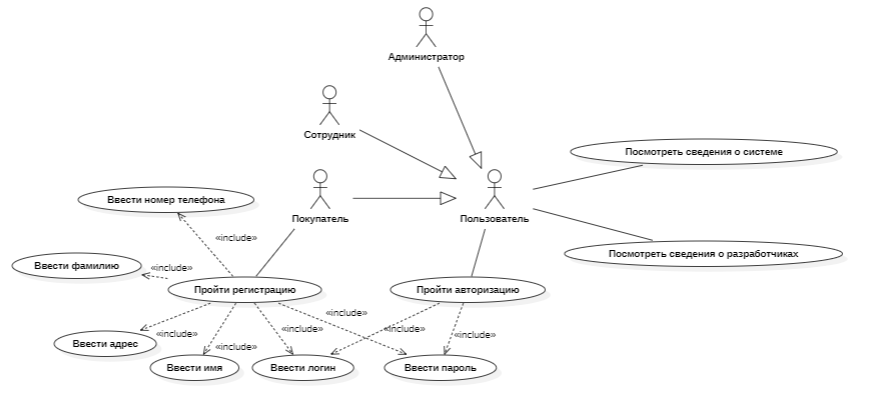 Администратор
Сотрудник
Посмотреть сведения о системе
Ввести номер телефона
Покупатель
Пользователь
«include»
Посмотреть сведения о разработчиках
Ввести фамилию
«include»
Пройти регистрацию
Пройти авторизацию
«include»
«include»
«include»
«include»
«include»
Ввести адрес
«include»
Ввести имя
Ввести логин
Ввести пароль